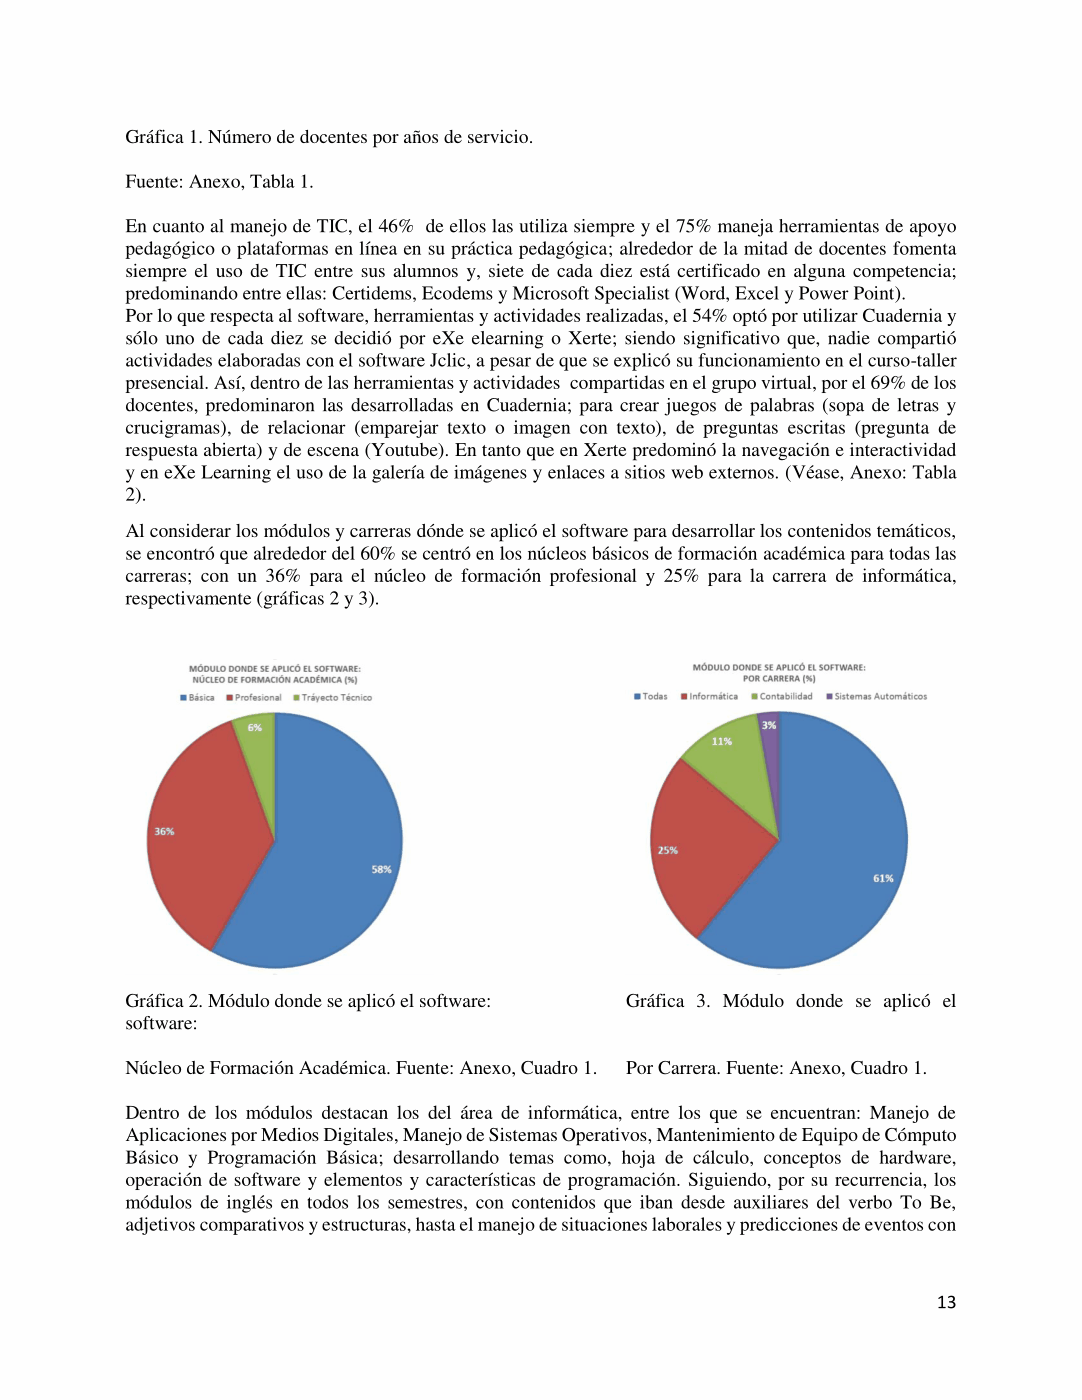 Gráfica 1. Número de docentes por años de servicio.
Fuente: Anexo, Tabla 1.
En cuanto al manejo de TIC, el 46% de ellos las utiliza siempre y el 75% maneja herramientas de apoyo
pedagógico o plataformas en línea en su práctica pedagógica; alrededor de la mitad de docentes fomenta
siempre el uso de TIC entre sus alumnos y, siete de cada diez está certificado en alguna competencia;
predominando entre ellas: Certidems, Ecodems y Microsoft Specialist (Word, Excel y Power Point).
Por lo que respecta al software, herramientas y actividades realizadas, el 54% optó por utilizar Cuadernia y
sólo uno de cada diez se decidió por eXe elearning o Xerte; siendo significativo que, nadie compartió
actividades elaboradas con el software Jclic, a pesar de que se explicó su funcionamiento en el curso-taller
presencial. Así, dentro de las herramientas y actividades compartidas en el grupo virtual, por el 69% de los
docentes, predominaron las desarrolladas en Cuadernia; para crear juegos de palabras (sopa de letras y
crucigramas), de relacionar (emparejar texto o imagen con texto), de preguntas escritas (pregunta de
respuesta abierta) y de escena (Youtube). En tanto que en Xerte predominó la navegación e interactividad
y en eXe Learning el uso de la galería de imágenes y enlaces a sitios web externos. (Véase, Anexo: Tabla
2).
Al considerar los módulos y carreras dónde se aplicó el software para desarrollar los contenidos temáticos,
se encontró que alrededor del 60% se centró en los núcleos básicos de formación académica para todas las
carreras; con un 36% para el núcleo de formación profesional y 25% para la carrera de informática,
respectivamente (gráficas 2 y 3).
MÓDULO DONDE SE APLICÓ EL SOFTWARE:
NÚCLEO DE FORMACIÓN ACADÉMICA (%)
Básica Profesional Tráyecto Técnico
6%
36%
58%
MÓDULO DONDE SE APLICÓ EL SOFTWARE:
POR CARRERA (%)
Todas Informática Contabilidad Sistemas Automáticos
3%
11%
25%
61%
Gráfica 2. Módulo donde se aplicó el software: Gráfica 3. Módulo donde se aplicó el
software:
Núcleo de Formación Académica. Fuente: Anexo, Cuadro 1. Por Carrera. Fuente: Anexo, Cuadro 1.
Dentro de los módulos destacan los del área de informática, entre los que se encuentran: Manejo de
Aplicaciones por Medios Digitales, Manejo de Sistemas Operativos, Mantenimiento de Equipo de Cómputo
Básico y Programación Básica; desarrollando temas como, hoja de cálculo, conceptos de hardware,
operación de software y elementos y características de programación. Siguiendo, por su recurrencia, los
módulos de inglés en todos los semestres, con contenidos que iban desde auxiliares del verbo To Be,
adjetivos comparativos y estructuras, hasta el manejo de situaciones laborales y predicciones de eventos con
13